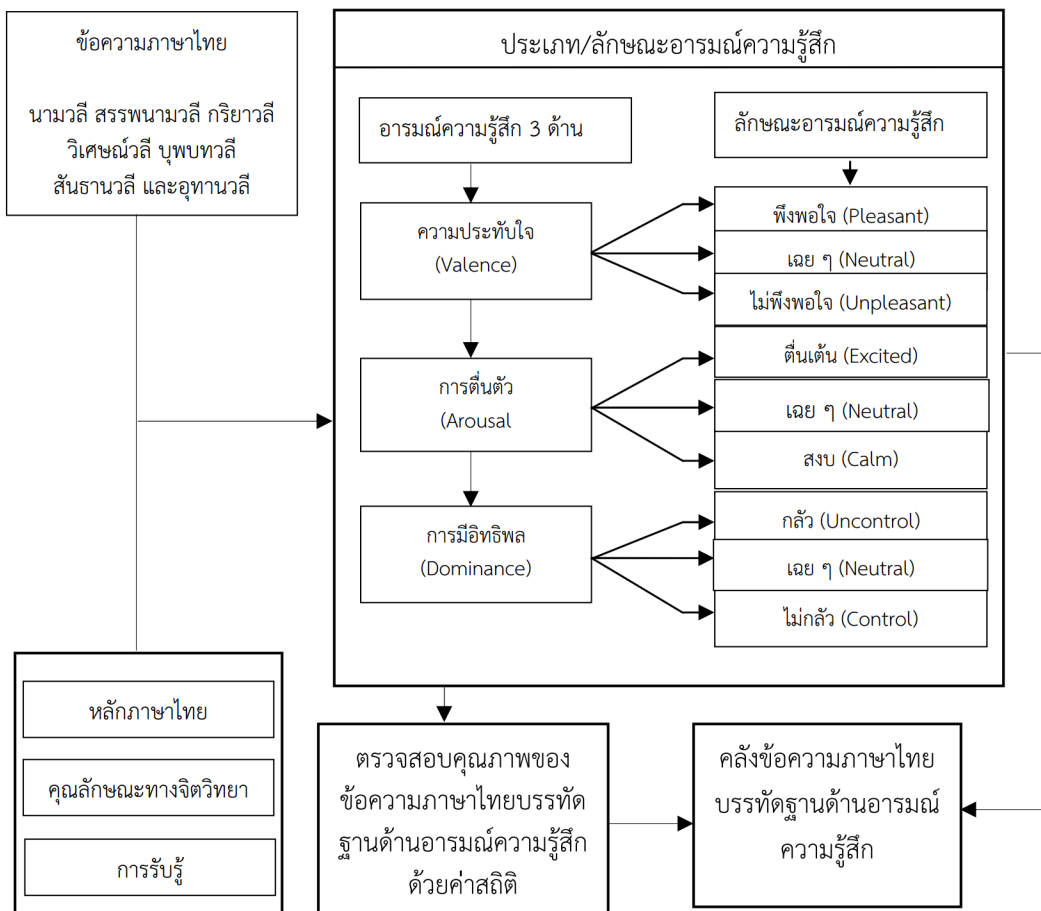 ข้อความภาษาไทย
นามวลี สรรพนามวลี กริยาวลี
วิเศษณ์วลี บุพบทวลี
สันธานวลี และอุทานวลี
ประเภท/ลักษณะอารมณ์ความรู้สึก
อารมณ์ความรู้สึก 3 ด้าน
ลักษณะอารมณ์ความรู้สึก
ความประทับใจ
(Valence)
พึงพอใจ (Pleasant)
เฉย ๆ (Neutral)
ไม่พึงพอใจ (Unpleasant)
การตื่นตัว
(Arousal
ตื่นเต้น (Excited)
เฉย ๆ (Neutral)
สงบ (Calm)
การมีอิทธิพล
(Dominance)
กลัว (Uncontrol)
เฉย ๆ (Neutral)
ไม่กลัว (Control)
หลักภาษาไทย
คุณลักษณะทางจิตวิทยา
การรับรู้
ตรวจสอบคุณภาพของ
ข้อความภาษาไทยบรรทัด
ฐานด้านอารมณ์ความรู้สึก
ด้วยค่าสถิติ
คลังข้อความภาษาไทย
บรรทัดฐานด้านอารมณ์
ความรู้สึก